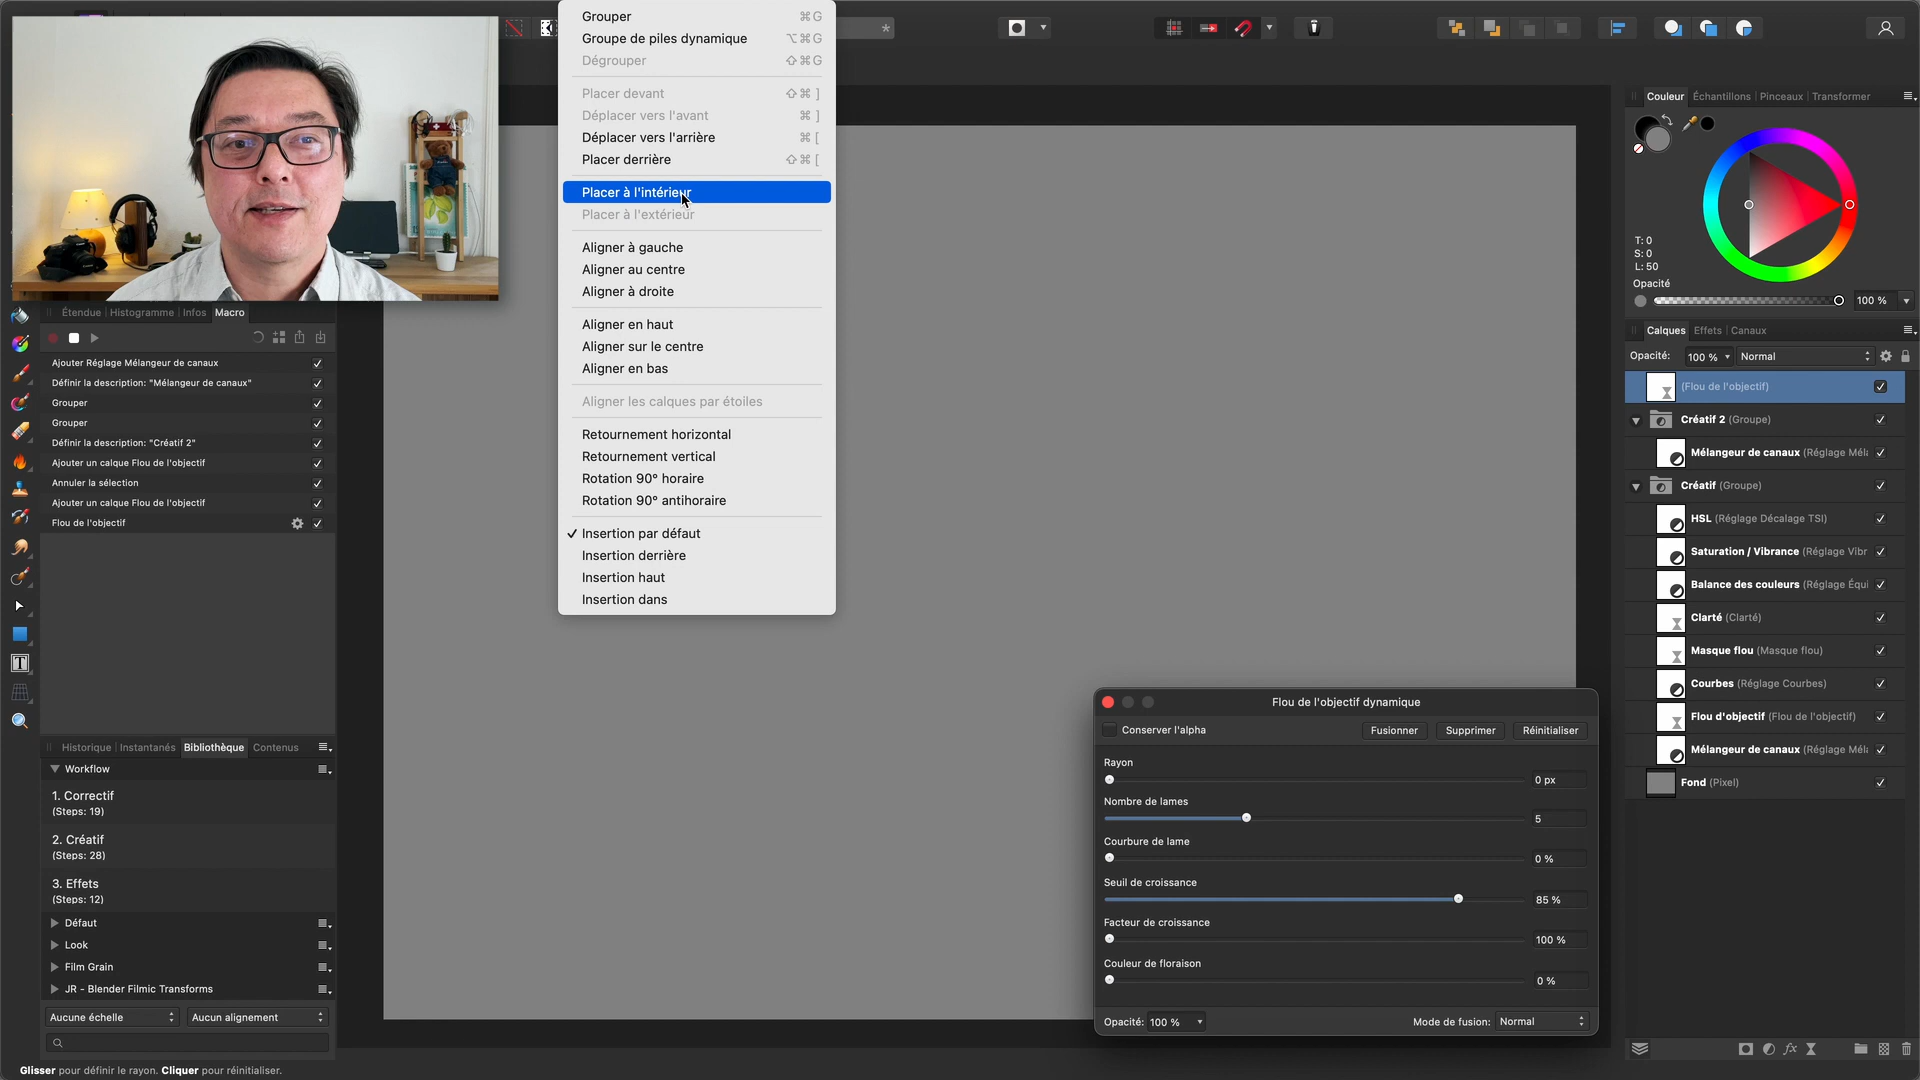 Grouper ⌘G
Groupe de piles dynamique ⌥⌘G
Dégrouper ⇧⌘G
Placer devant ⇧⌘]
Déplacer vers l'avant ⌘]
Déplacer vers l'arrière ⌘[
Placer derrière ⇧⌘[
Placer à l'intérieur
Placer à l'extérieur
Aligner à gauche
Aligner au centre
Aligner à droite
Aligner en haut
Aligner sur le centre
Aligner en bas
Aligner les calques par étoiles
Retournement horizontal
Retournement vertical
Rotation 90° horaire
Rotation 90° antihoraire
✓ Insertion par défaut
Insertion derrière
Insertion haut
Insertion dans
Étendue Histogramme Infos Macro
Ajouter Réglage Mélangeur de canaux
Définir la description: "Mélangeur de canaux"
Grouper
Grouper
Définir la description: "Créatif 2"
Ajouter un calque Flou de l'objectif
Annuler la sélection
Ajouter un calque Flou de l'objectif
Flou de l'objectif
Historique Instantanés Bibliothèque Contenus
Workflow
1. Correctif
(Steps: 19)
2. Créatif
(Steps: 28)
3. Effets
(Steps: 12)
Défaut
Look
Film Grain
JR - Blender Filmic Transforms
Aucune échelle Aucun alignement
Glisser pour définir le rayon. Cliquer pour réinitialiser.
Flou de l'objectif dynamique
Conserver l'alpha Fusionner Supprimer Réinitialiser
Rayon
0 px
Nombre de lames
5
Courbure de lame
0 %
Seuil de croissance
85 %
Facteur de croissance
100 %
Couleur de floraison
0 %
Opacité: 100 % Mode de fusion: Normal
Couleur Échantillons Pinceaux Transformer
T: 0
S: 0
L: 50
Opacité
100 %
Calques Effets Canaux
Opacité: 100 % Normal
(Flou de l'objectif)
Créatif 2 (Groupe)
Mélangeur de canaux (Réglage Mél
Créatif (Groupe)
HSL (Réglage Décalage TSI)
Saturation / Vibrance (Réglage Vibr
Balance des couleurs (Réglage Équi
Clarté (Clarté)
Masque flou (Masque flou)
Courbes (Réglage Courbes)
Flou d'objectif (Flou de l'objectif)
Mélangeur de canaux (Réglage Mél
Fond (Pixel)